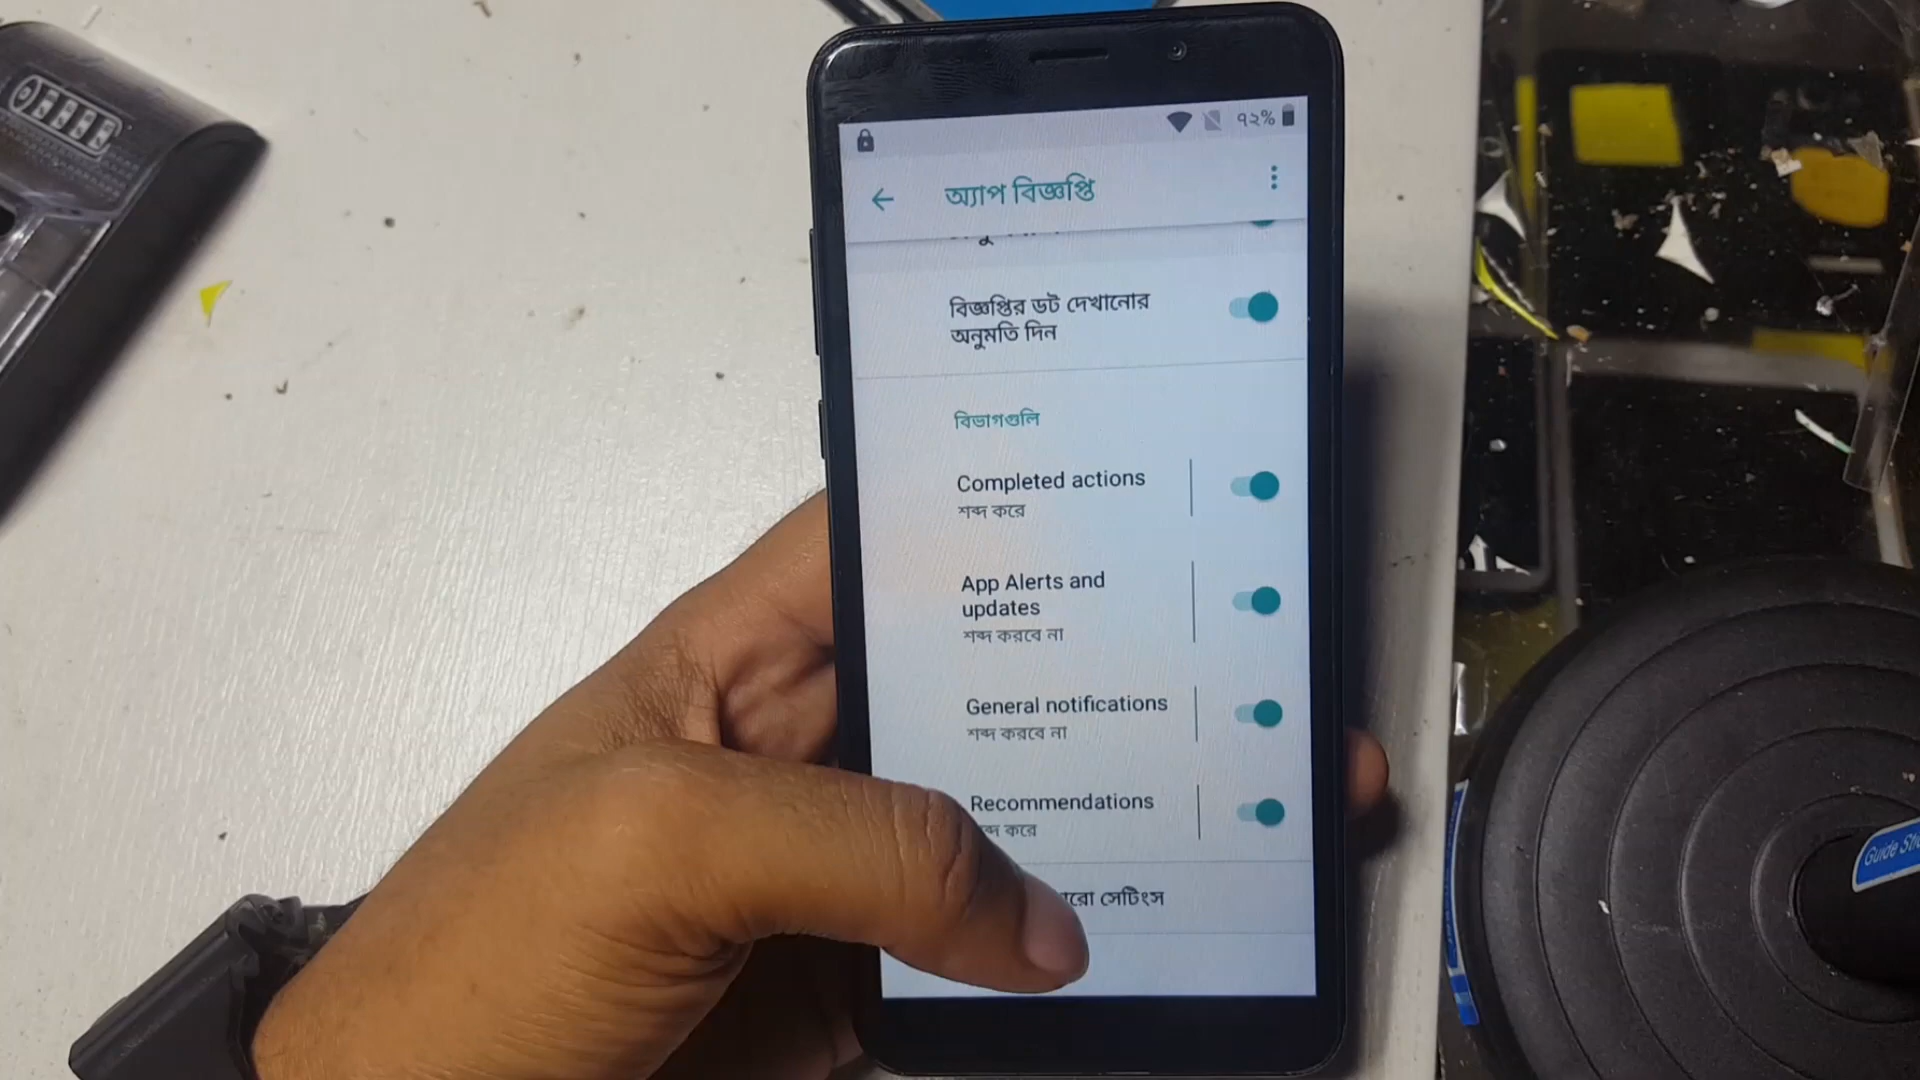 ৭২%
অ্যাপ বিজ্ঞপ্তি
বিজ্ঞপ্তির ডট দেখানোর
অনুমতি দিন
বিভাগগুলি
Completed actions
শব্দ করে
App Alerts and
updates
শব্দ করবে না
General notifications
শব্দ করবে না
Recommendations
করে
সেটিংস
Guide